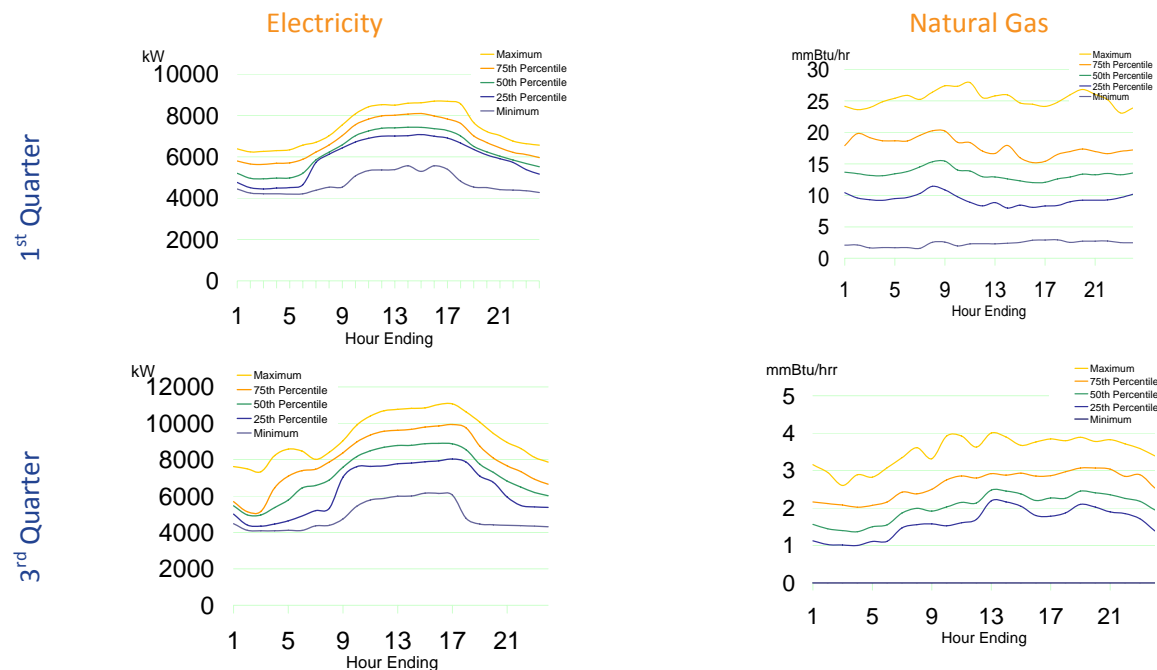 Electricity
Natural Gas
1st Quarter
kW
Maximum
75th Percentile
50th Percentile
25th Percentile
Minimum
10000
8000
6000
4000
2000
0
1 5 9 13 17 21
Hour Ending
mmBtu/hr
Maximum
75th Percentile
50th Percentile
25th Percentile
Minimum
30
25
20
15
10
5
0
1 5 9 13 17 21
Hour Ending
3rd Quarter
kW
Maximum
75th Percentile
50th Percentile
25th Percentile
Minimum
12000
10000
8000
6000
4000
2000
0
1 5 9 13 17 21
Hour Ending
mmBtu/hrr
Maximum
75th Percentile
50th Percentile
25th Percentile
Minimum
5
4
3
2
1
0
1 5 9 13 17 21
Hour Ending